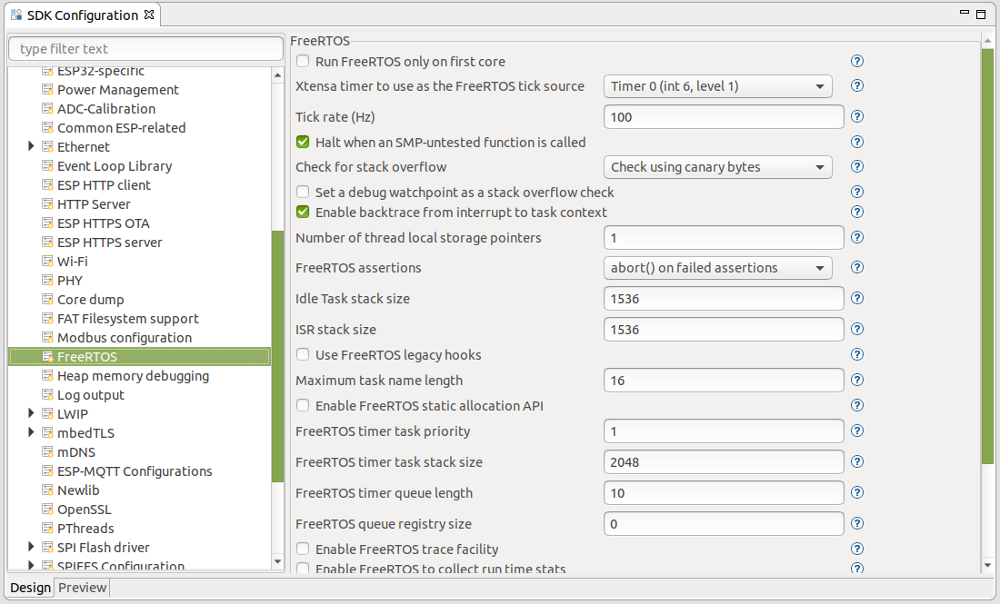 SDK Configuration
type filter text
ESP32-specific
Power Management
ADC-Calibration
Common ESP-related
Ethernet
Event Loop Library
ESP HTTP client
HTTP Server
ESP HTTPS OTA
ESP HTTPS server
Wi-Fi
PHY
Core dump
FAT Filesystem support
Modbus configuration
FreeRTOS
Heap memory debugging
Log output
LWIP
mbedTLS
mDNS
ESP-MQTT Configurations
Newlib
OpenSSL
PThreads
SPI Flash driver
SPIFFS Configuration
FreeRTOS
Run FreeRTOS only on first core
Xtensa timer to use as the FreeRTOS tick source Timer 0 (int 6, level 1)
Tick rate (Hz) 100
Halt when an SMP-untested function is called
Check for stack overflow Check using canary bytes
Set a debug watchpoint as a stack overflow check
Enable backtrace from interrupt to task context
Number of thread local storage pointers 1
FreeRTOS assertions abort() on failed assertions
Idle Task stack size 1536
ISR stack size 1536
Use FreeRTOS legacy hooks
Maximum task name length 16
Enable FreeRTOS static allocation API
FreeRTOS timer task priority 1
FreeRTOS timer task stack size 2048
FreeRTOS timer queue length 10
FreeRTOS queue registry size 0
Enable FreeRTOS trace facility
Enable FreeRTOS to collect run time stats
Design Preview